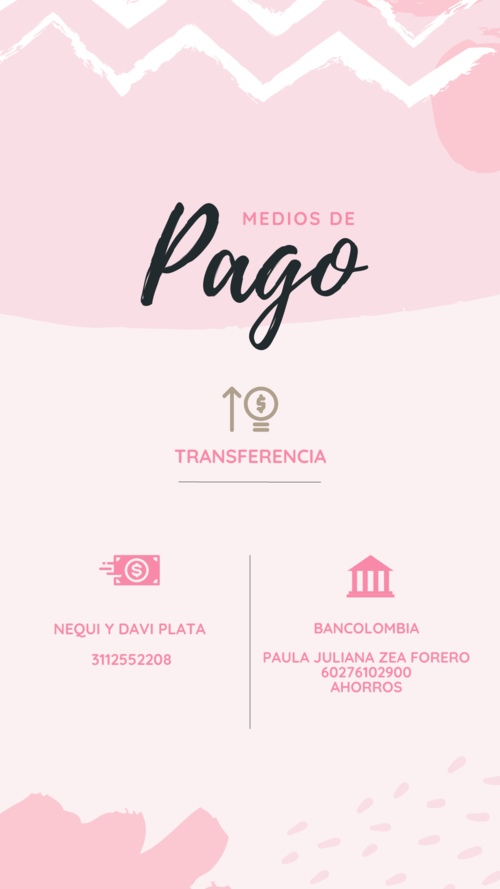 MEDIOS DE
Pago
TRANSFERENCIA
NEQUI Y DAVI PLATA
3112552208
BANCOLOMBIA
PAULA JULIANA ZEA FORERO
60276102900
AHORROS